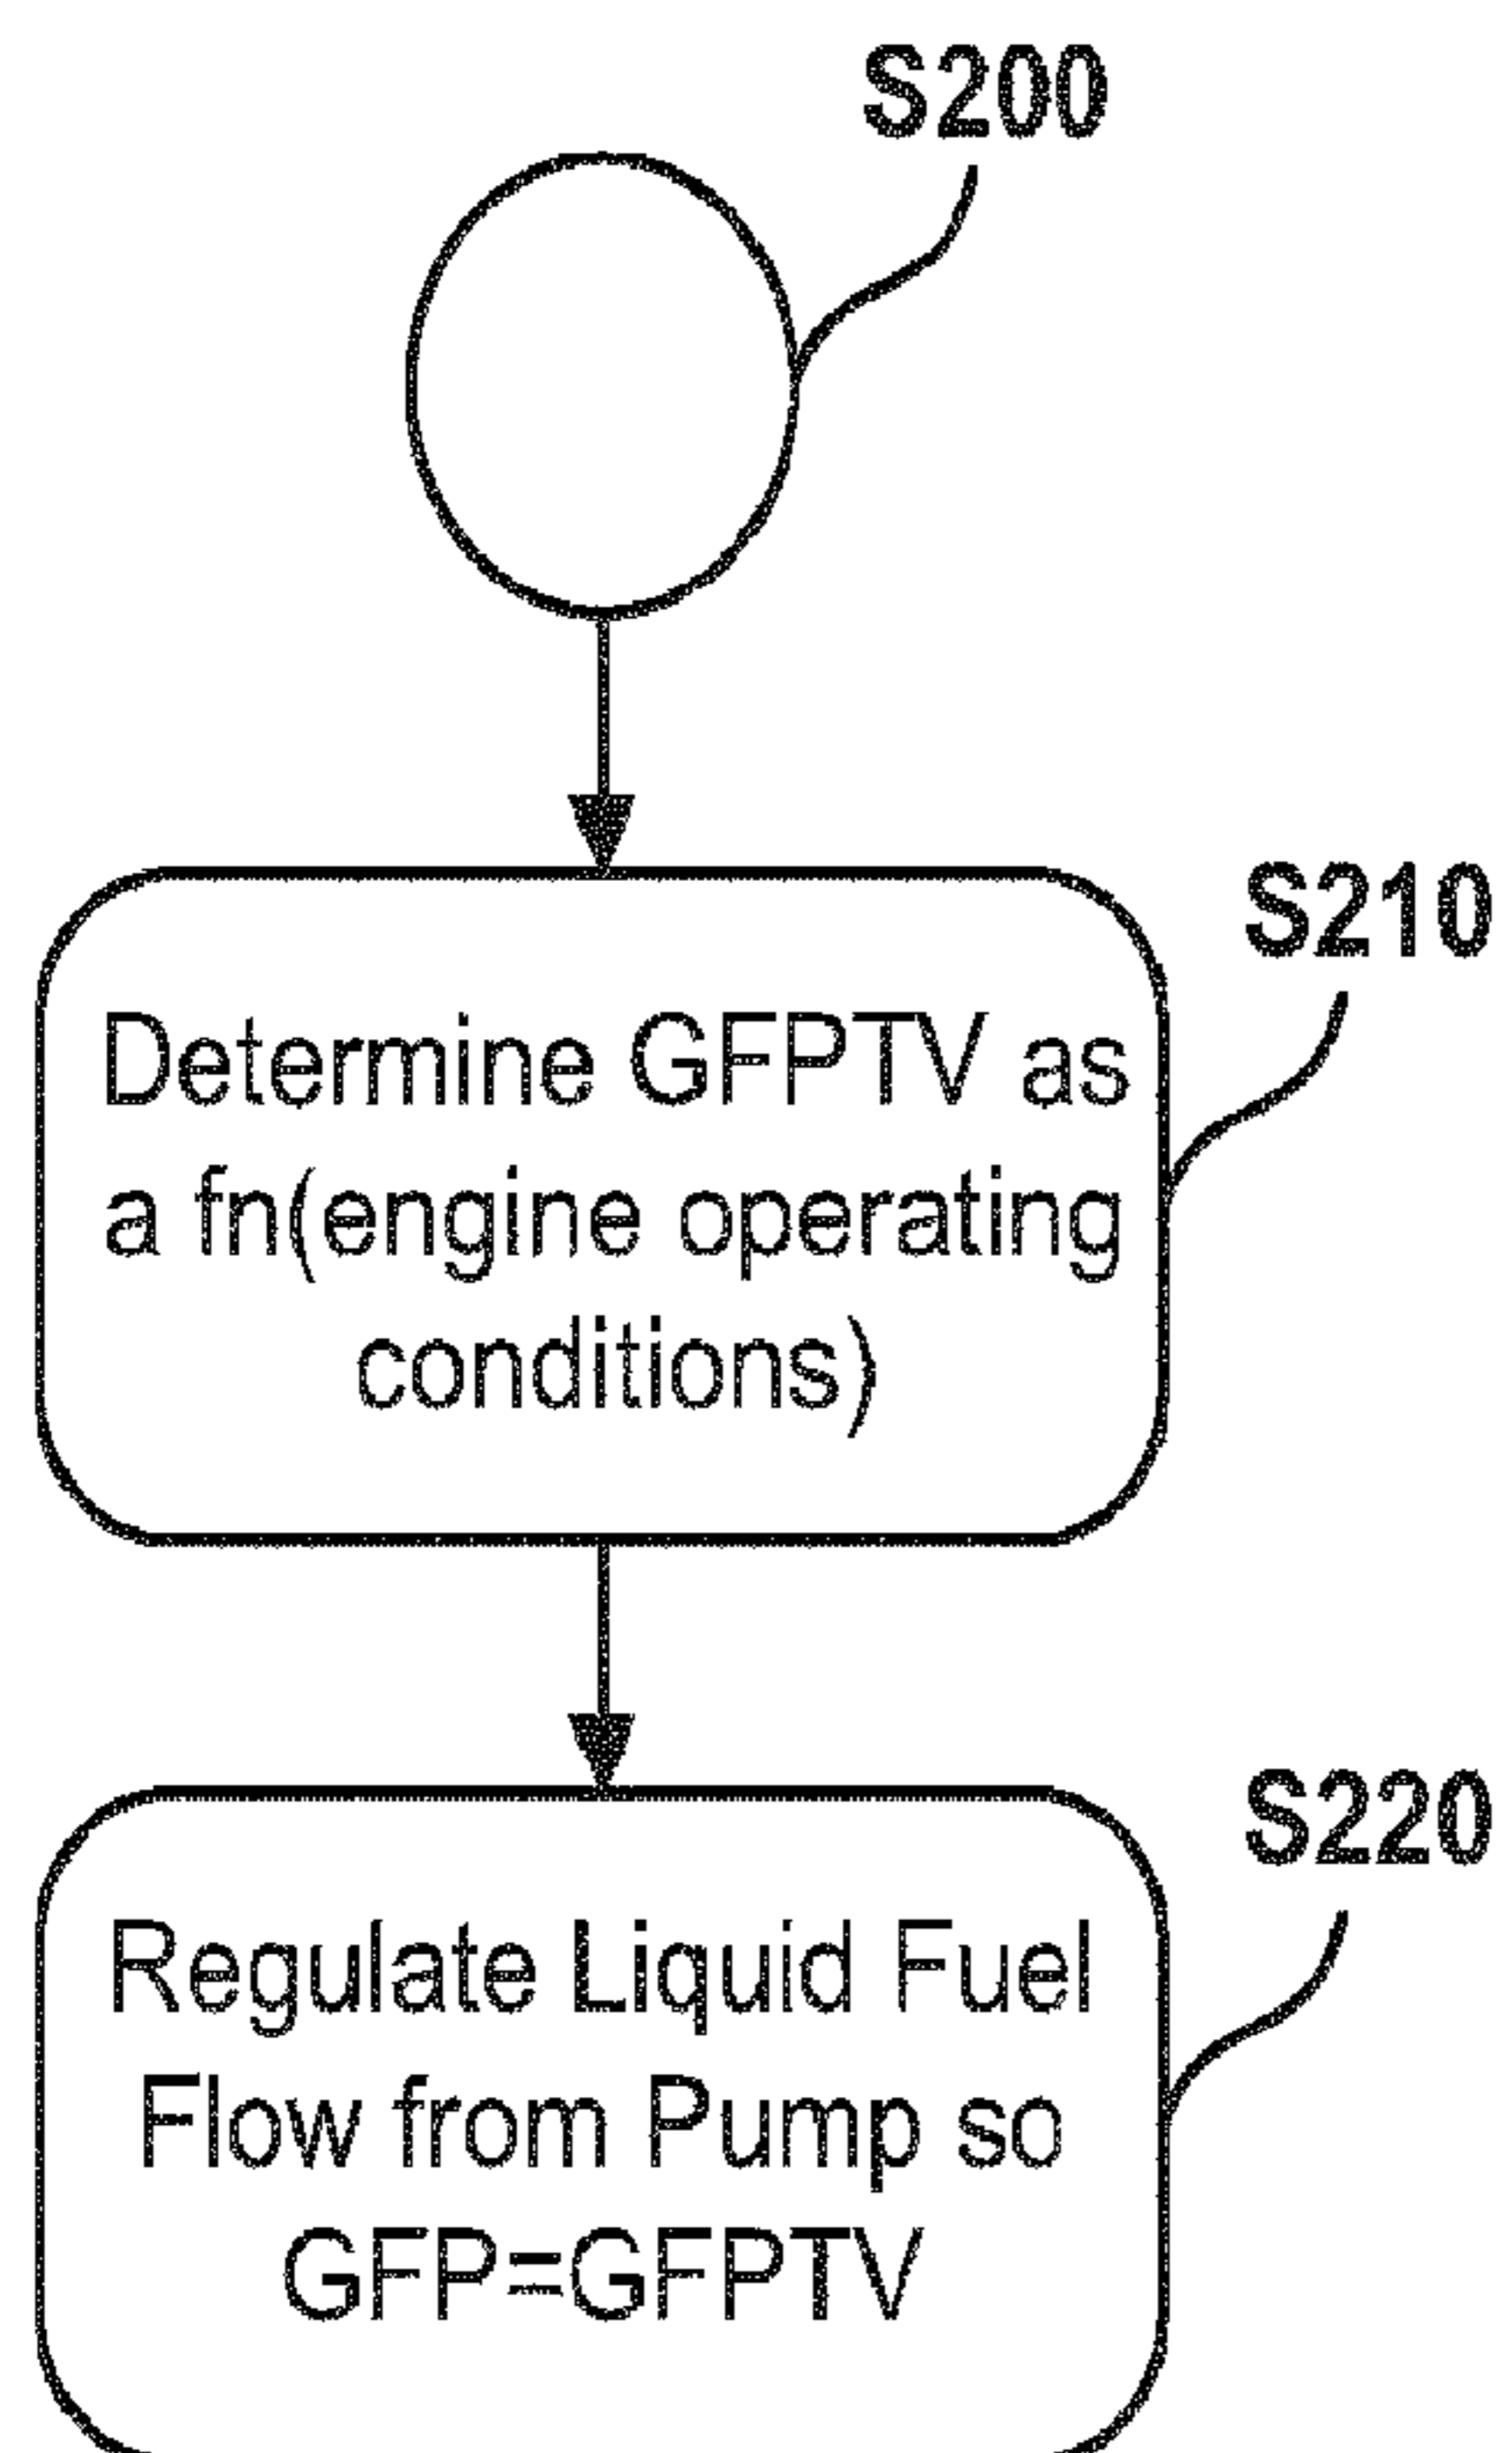 S200
S210
Determine GFPTV as
a fn(engine operating
conditions)
S220
Regulate Liquid Fuel
Flow from Pump so
GFP=GFPTV